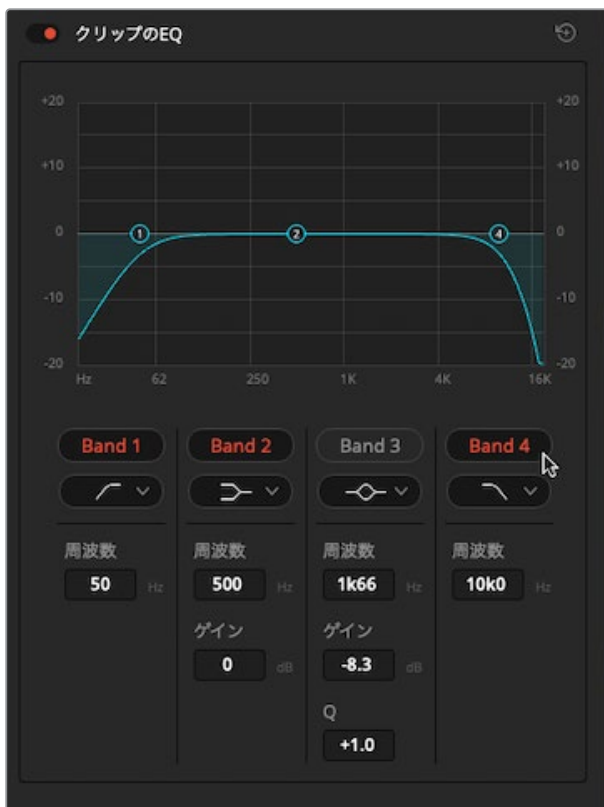 クリップのEQ
+20 +20
+10 +10
0 0
-10 -10
-20 -20
Hz 62 250 1K 4K 16K
1 2 4
Band 1 Band 2 Band 3 Band 4
周波数 周波数 周波数 周波数
50 Hz 500 Hz 1k66 Hz 10k0 Hz
ゲイン ゲイン
0 dB -8.3 dB
Q
+1.0